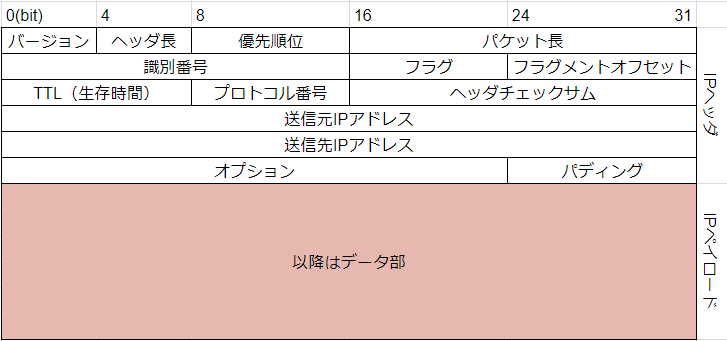 0(bit) 4 8 16 24 31
バージョン ヘッダ長 優先順位 パケット長
識別番号 フラグ フラグメントオフセット
TTL（生存時間） プロトコル番号 ヘッダチェックサム
送信元IPアドレス
送信先IPアドレス
オプション パディング
IPヘッダ
以降はデータ部
IPペイロード